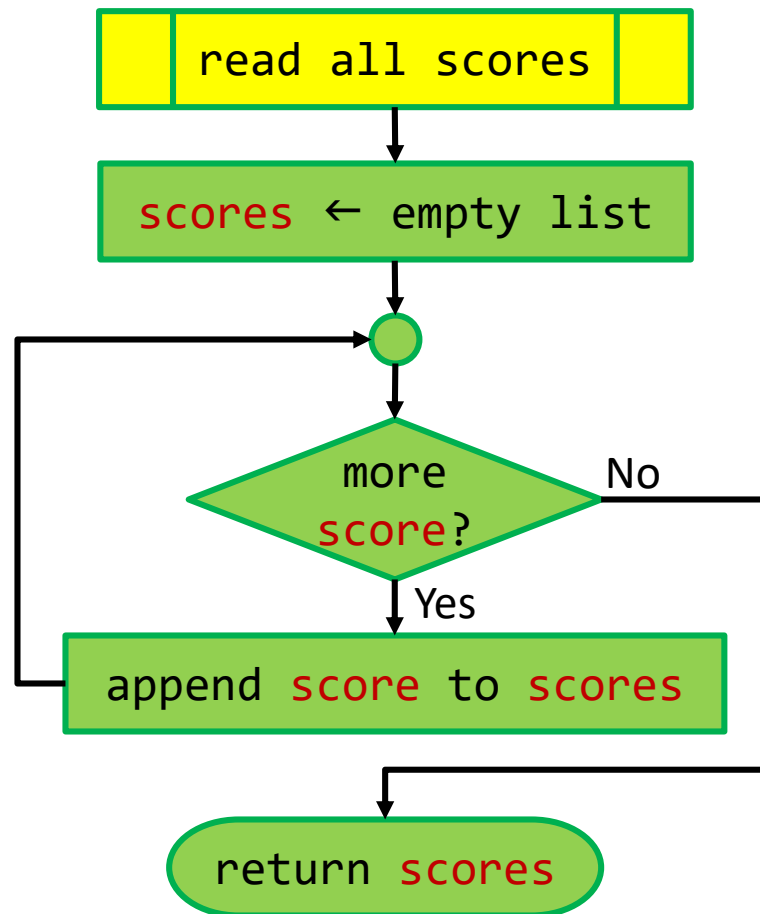 read all scores
scores ← empty list
more
score?
No
Yes
append score to scores
return scores